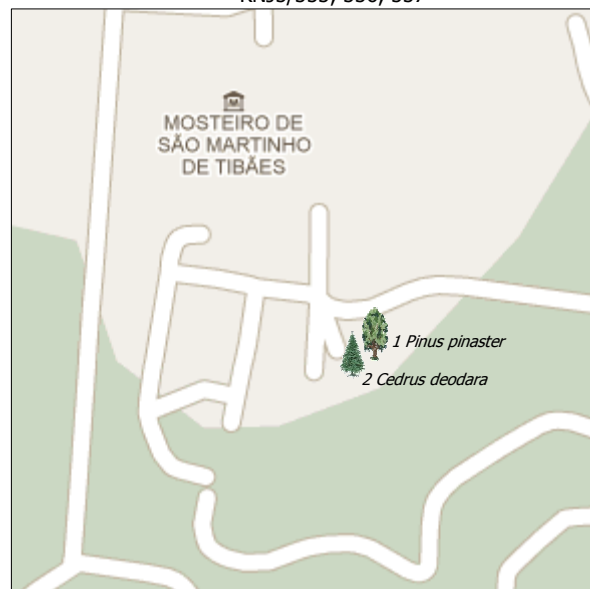 MOSTEIRO DE
SÃO MARTINHO
DE TIBÃES
1 Pinus pinaster
2 Cedrus deodara